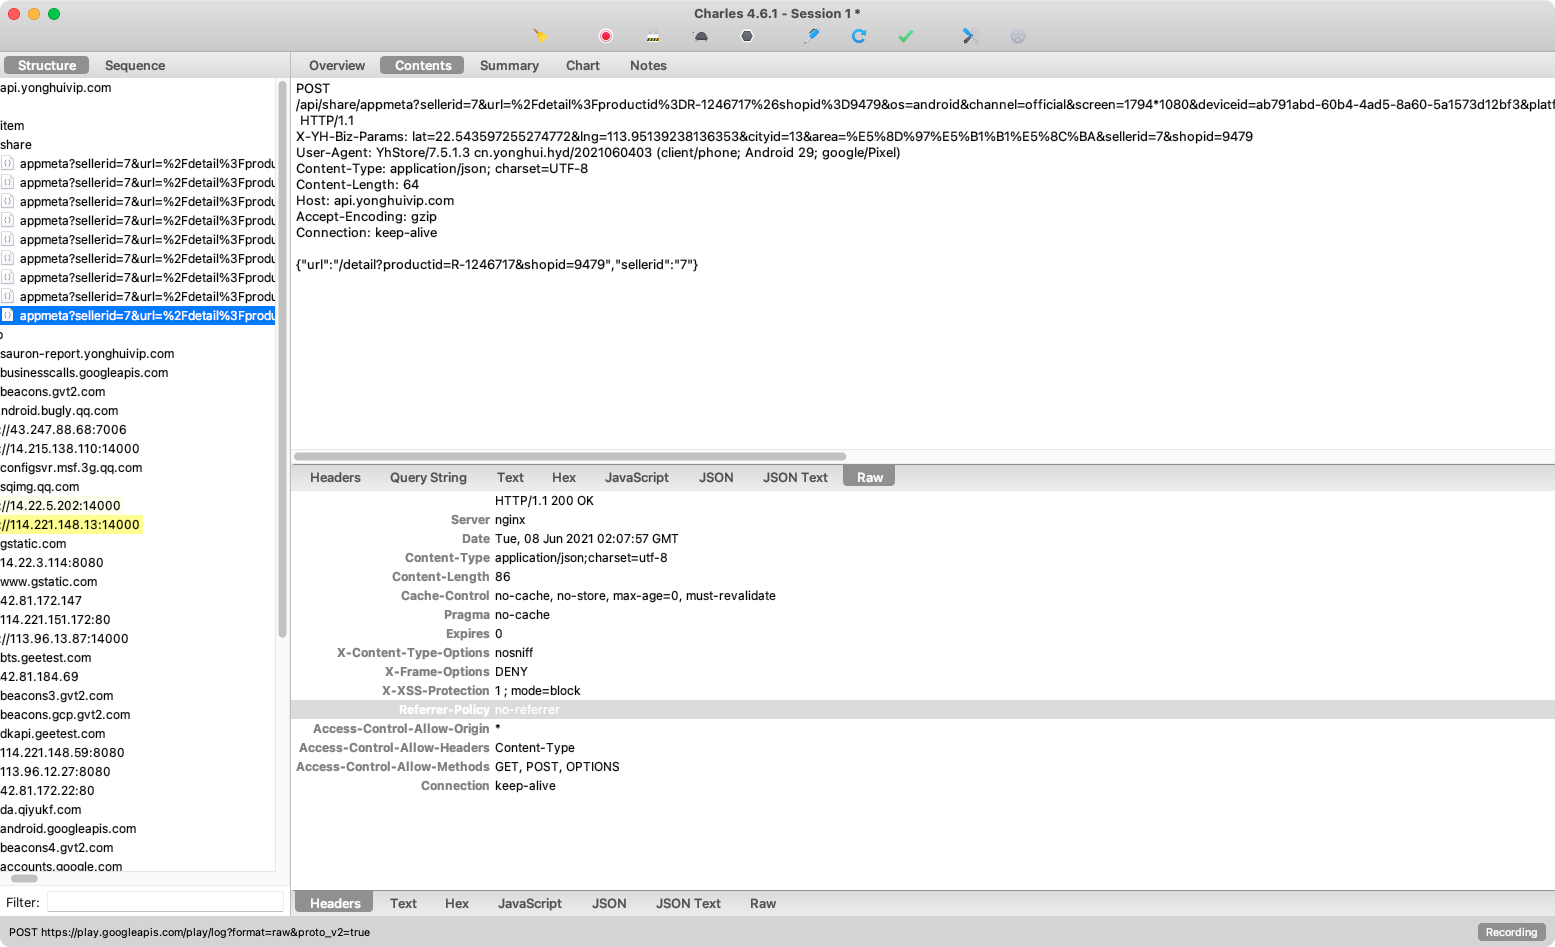 Charles 4.6.1 - Session 1 *
Structure
Sequence
Overview
Contents
Summary
Chart
Notes
api.yonghuivip.com
item
share
appmeta?sellerid=7&url=%2Fdetail%3Fprodu
appmeta?sellerid=7&url=%2Fdetail%3Fprodu
appmeta?sellerid=7&url=%2Fdetail%3Fprodu
appmeta?sellerid=7&url=%2Fdetail%3Fprodu
appmeta?sellerid=7&url=%2Fdetail%3Fprodu
appmeta?sellerid=7&url=%2Fdetail%3Fprodu
appmeta?sellerid=7&url=%2Fdetail%3Fprodu
appmeta?sellerid=7&url=%2Fdetail%3Fprodu
appmeta?sellerid=7&url=%2Fdetail%3Fprodu
sauron-report.yonghuivip.com
businesscalls.googleapis.com
beacons.gvt2.com
ndroid.bugly.qq.com
://43.247.88.68:7006
://14.215.138.110:14000
configsvr.msf.3g.qq.com
sqimg.qq.com
://14.22.5.202:14000
://114.221.148.13:14000
gstatic.com
14.22.3.114:8080
www.gstatic.com
42.81.172.147
114.221.151.172:80
://113.96.13.87:14000
bts.geetest.com
42.81.184.69
beacons3.gvt2.com
beacons.gcp.gvt2.com
dkapi.geetest.com
114.221.148.59:8080
113.96.12.27:8080
42.81.172.22:80
da.qiyukf.com
android.googleapis.com
beacons4.gvt2.com
accounts.google.com
Filter:
POST
/api/share/appmeta?sellerid=7&url=%2Fdetail%3Fproductid%3DR-1246717%26shopid%3D9479&os=android&channel=official&screen=1794*1080&deviceid=ab791abd-60b4-4ad5-8a60-5a1573d12bf3&platf
HTTP/1.1
X-YH-Biz-Params: lat=22.543597255274772&lng=113.95139238136353&cityid=13&area=%E5%8D%97%E5%B1%B1%E5%8C%BA&sellerid=7&shopid=9479
User-Agent: YhStore/7.5.1.3 cn.yonghui.hyd/2021060403 (client/phone; Android 29; google/Pixel)
Content-Type: application/json; charset=UTF-8
Content-Length: 64
Host: api.yonghuivip.com
Accept-Encoding: gzip
Connection: keep-alive
{"url":"/detail?productid=R-1246717&shopid=9479","sellerid":"7"}
Headers
Query String
Text
Hex
JavaScript
JSON
JSON Text
Raw
HTTP/1.1 200 OK
Server nginx
Date Tue, 08 Jun 2021 02:07:57 GMT
Content-Type application/json;charset=utf-8
Content-Length 86
Cache-Control no-cache, no-store, max-age=0, must-revalidate
Pragma no-cache
Expires 0
X-Content-Type-Options nosniff
X-Frame-Options DENY
X-XSS-Protection 1 ; mode=block
Referrer-Policy no-referrer
Access-Control-Allow-Origin *
Access-Control-Allow-Headers Content-Type
Access-Control-Allow-Methods GET, POST, OPTIONS
Connection keep-alive
Headers
Text
Hex
JavaScript
JSON
JSON Text
Raw
POST https://play.googleapis.com/play/log?format=raw&proto_v2=true
Recording